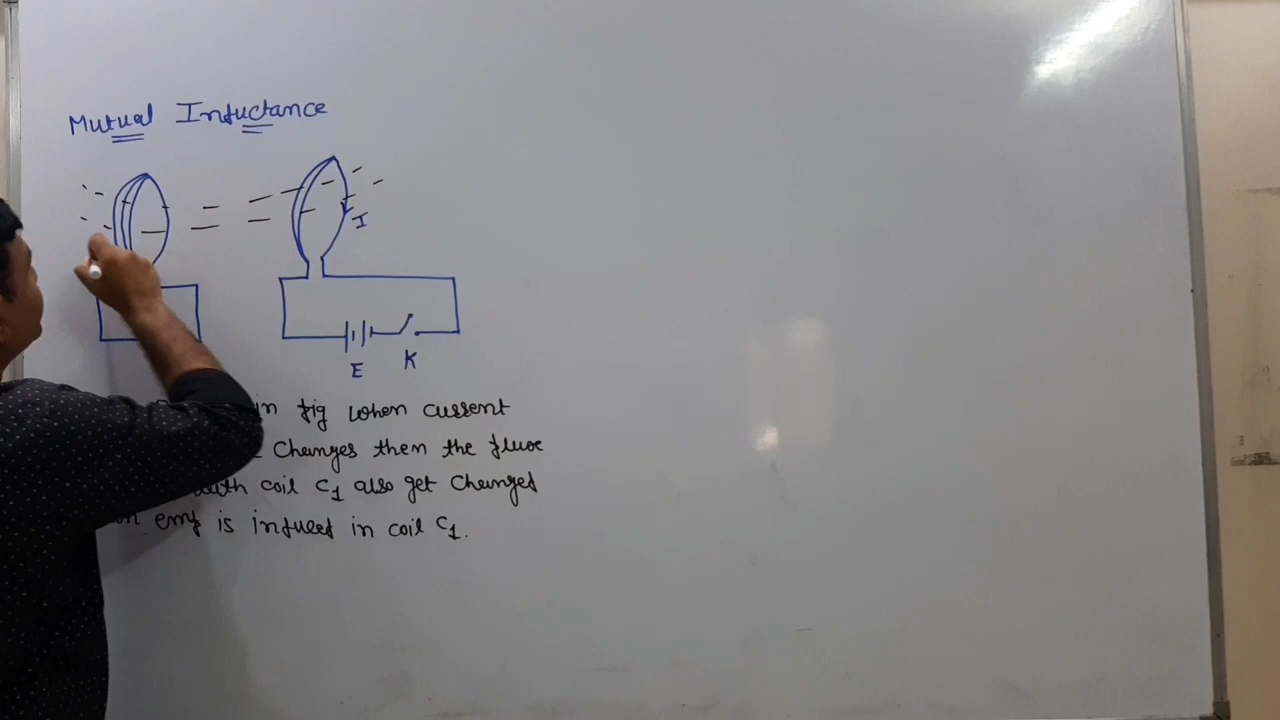 Mutual Inductance
I
E
K
in fig when current
Changes then the flux
with coil C1 also get changed
emf is induced in coil C1.